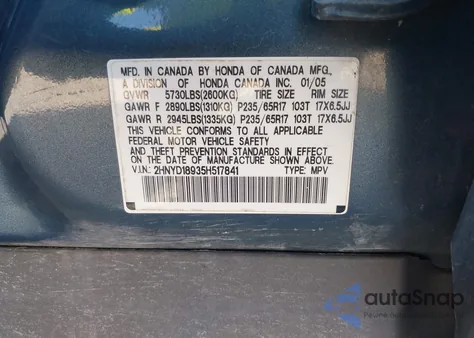 MFD. IN CANADA BY HONDA OF CANADA MFG.,
A DIVISION OF HONDA CANADA INC. 01/05
GVWR 5730LBS(2600KG) TIRE SIZE RIM SIZE
GAWR F 2890LBS(1310KG) P235/65R17 103T 17X6.5JJ
GAWR R 2945LBS(1335KG) P235/65R17 103T 17X6.5JJ
THIS VEHICLE CONFORMS TO ALL APPLICABLE
FEDERAL MOTOR VEHICLE SAFETY
AND THEFT PREVENTION STANDARDS IN EFFECT
ON THE DATE OF MANUFACTURE SHOWN ABOVE.
V.I.N.: 2HNYD18935H517841 TYPE: MPV
autoSnap